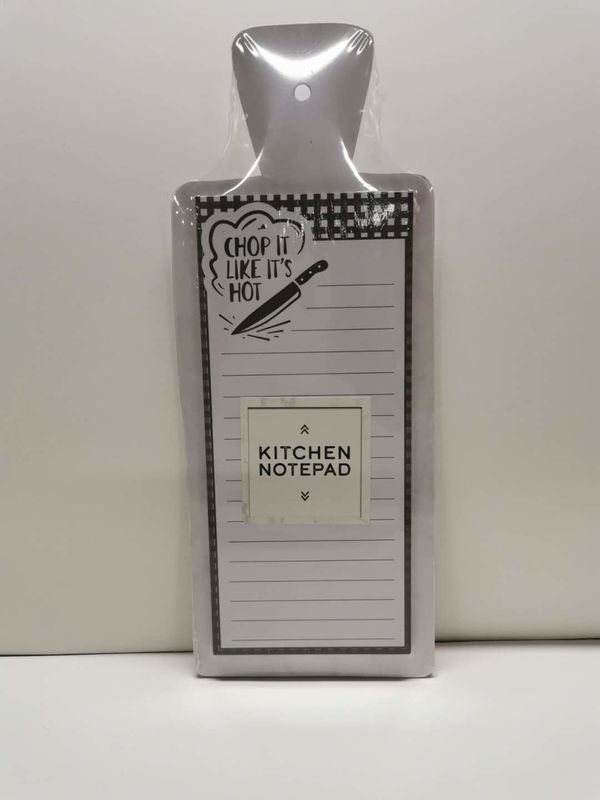 CHOP IT
LIKE IT'S
HOT
KITCHEN
NOTEPAD